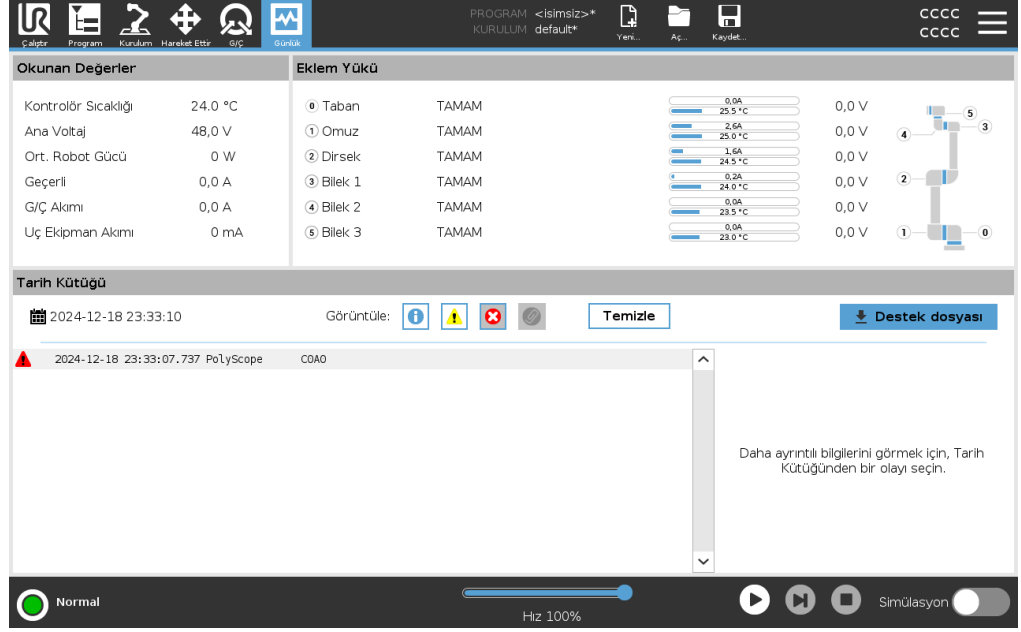 UR
PROGRAM <isimsiz>*
KURULUM default*
CCCC
CCCC
Çalıştır Program Kurulum Hareket Ettir G/Ç Günlük Yeni... Aç... Kaydet...
Okunan Değerler
Kontrolör Sıcaklığı 24.0 °C
Ana Voltaj 48,0 V
Ort. Robot Gücü 0 W
Geçerli 0,0 A
G/Ç Akımı 0,0 A
Uç Ekipman Akımı 0 mA
Eklem Yükü
0 Taban TAMAM 0,0A 25.5 °C 0,0 V
1 Omuz TAMAM 2,6A 25.0 °C 0,0 V
2 Dirsek TAMAM 1,6A 24.5 °C 0,0 V
3 Bilek 1 TAMAM 0,2A 24.0 °C 0,0 V
4 Bilek 2 TAMAM 0,0A 23.5 °C 0,0 V
5 Bilek 3 TAMAM 0,0A 23.0 °C 0,0 V
5
4 3
2
1 0
Tarih Kütüğü
2024-12-18 23:33:10 Görüntüle: Temizle Destek dosyası
2024-12-18 23:33:07.737 PolyScope C0A0
Daha ayrıntılı bilgilerini görmek için, Tarih
Kütüğünden bir olayı seçin.
Normal
Hız 100%
Simülasyon